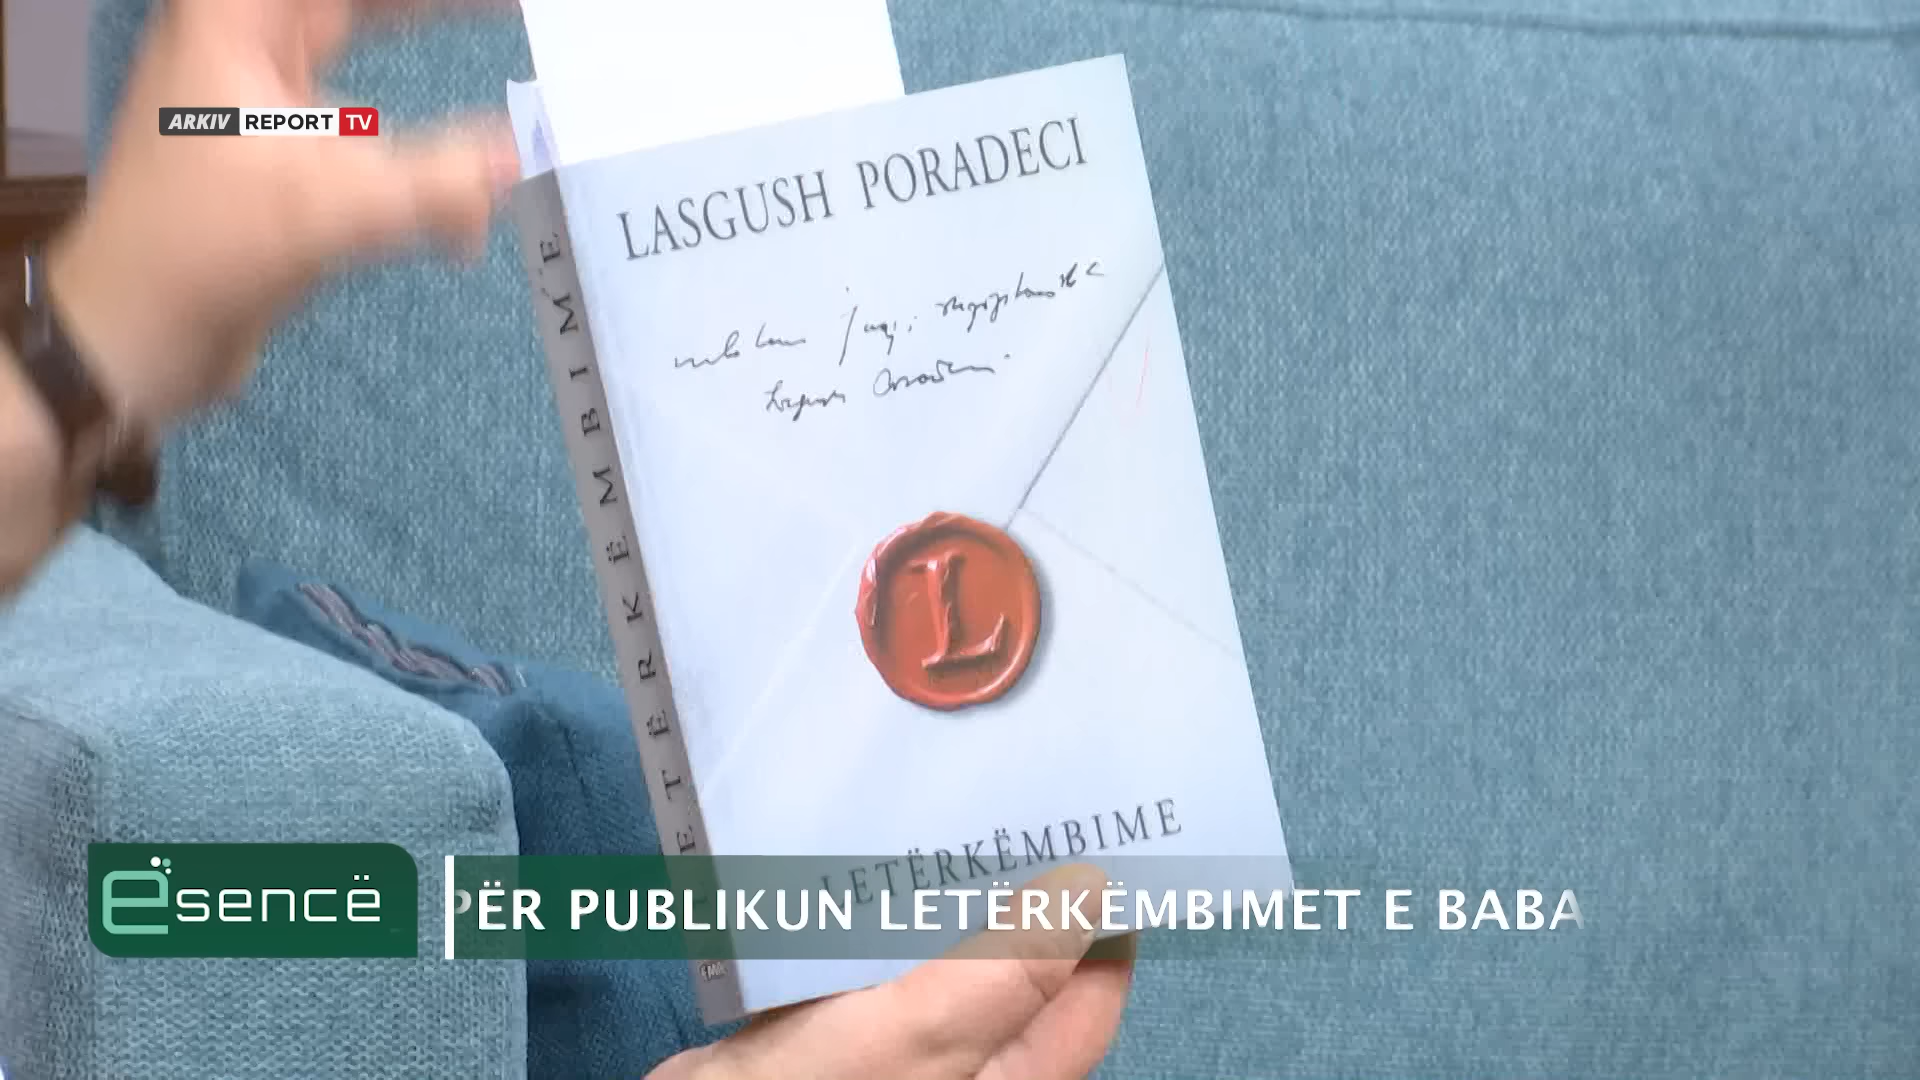 ARKIV REPORT TV
LASGUSH PORADECI
L
LETËRKËMBIME
LETËRKËMBIME
ësencë
PËR PUBLIKUN LETËRKËMBIMET E BABA